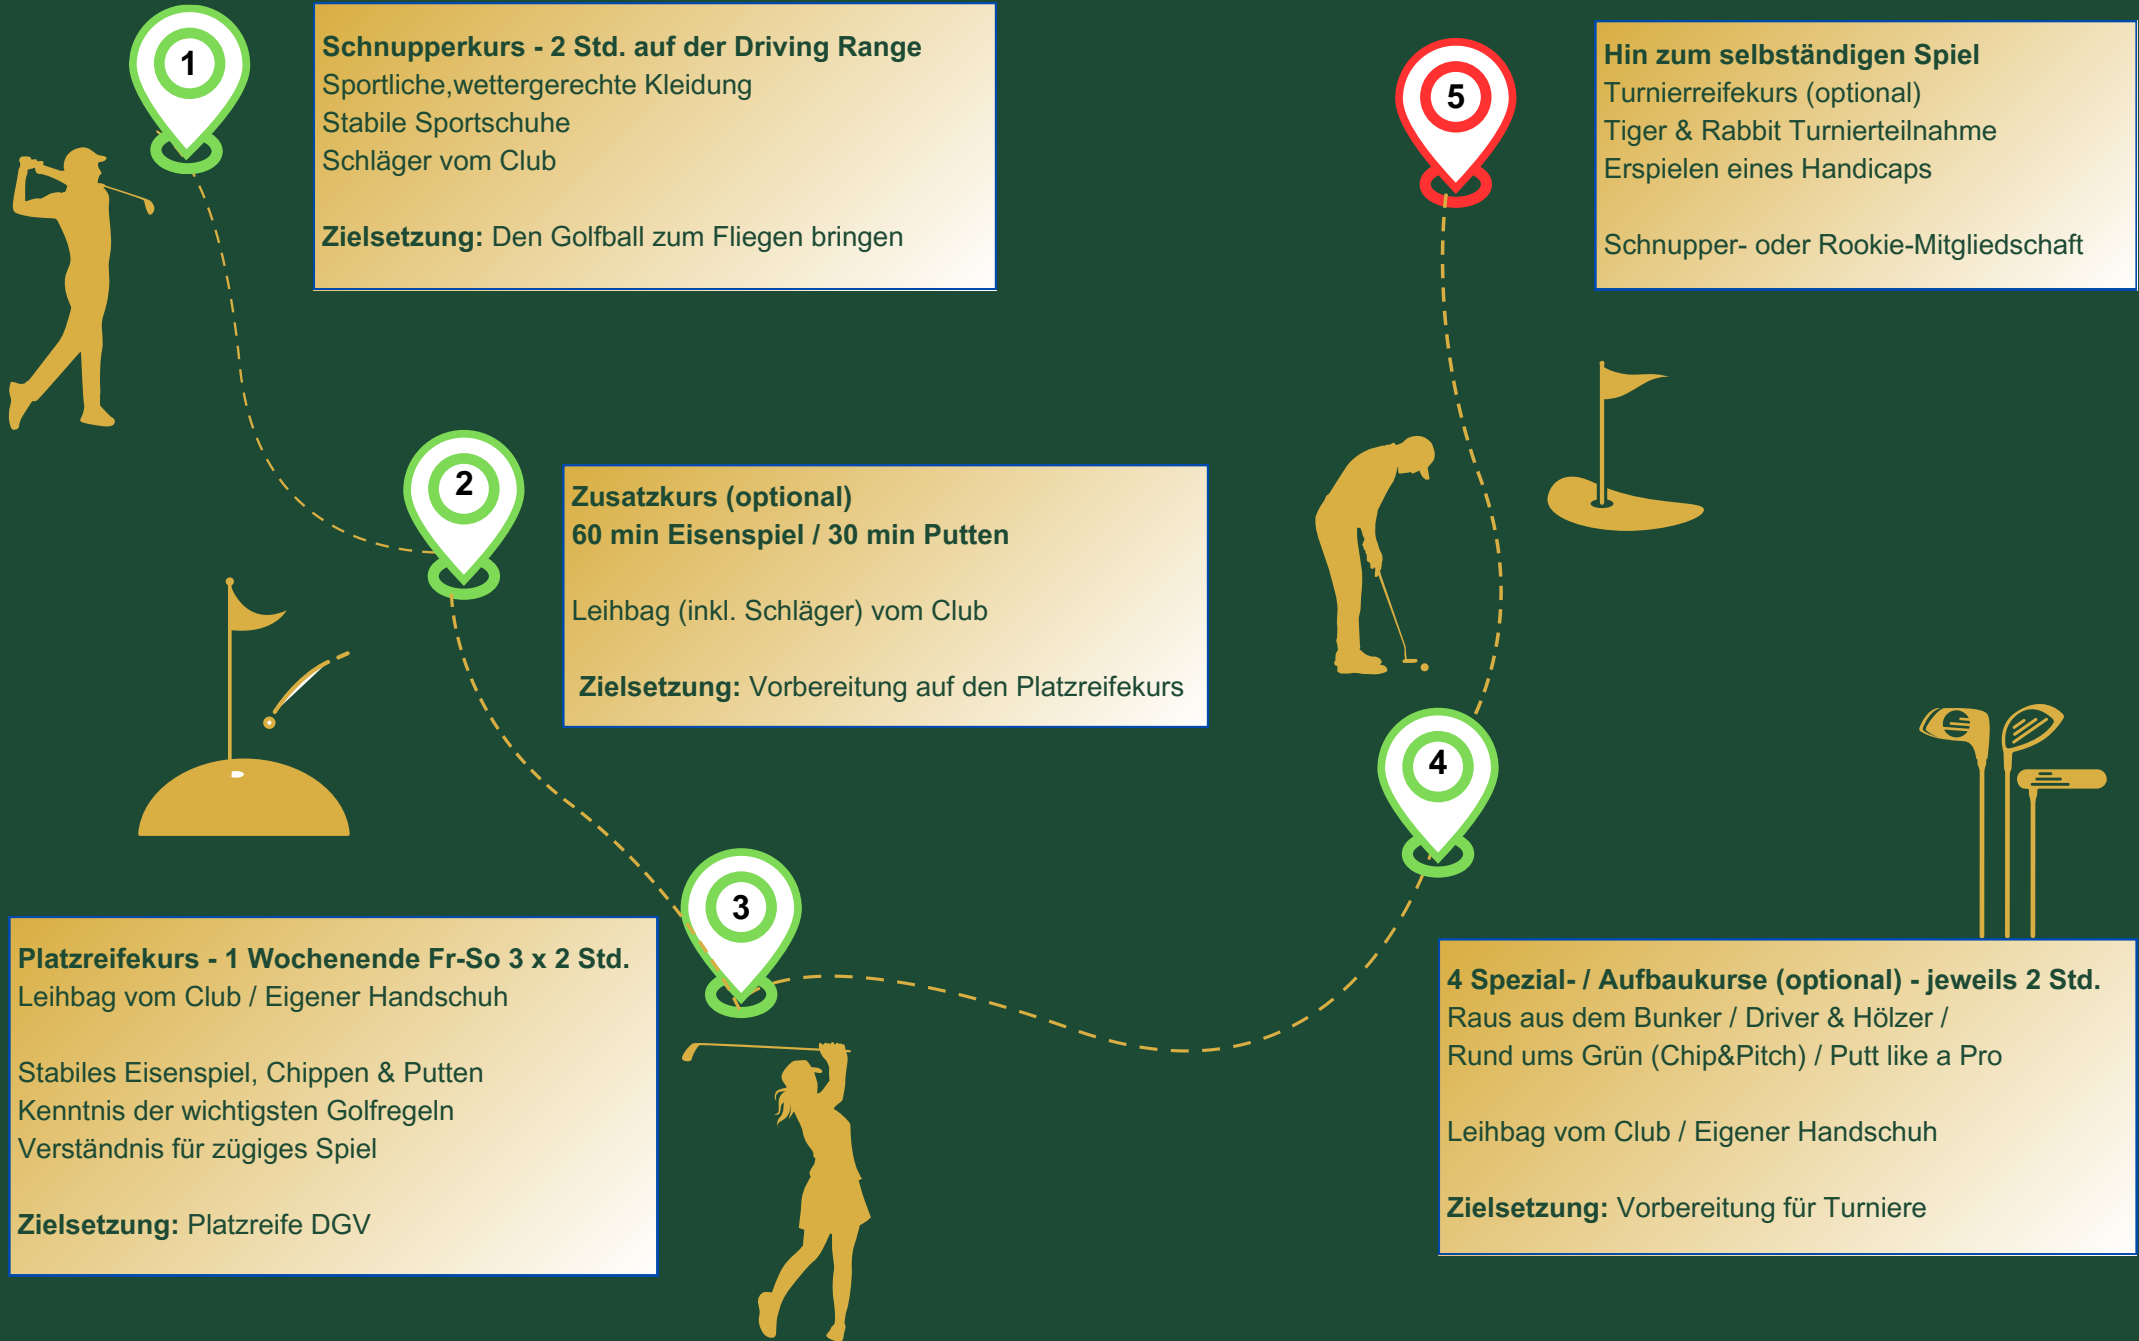 1
Schnupperkurs - 2 Std. auf der Driving Range
Sportliche,wettergerechte Kleidung
Stabile Sportschuhe
Schläger vom Club
Zielsetzung: Den Golfball zum Fliegen bringen
2
Zusatzkurs (optional)
60 min Eisenspiel / 30 min Putten
Leihbag (inkl. Schläger) vom Club
Zielsetzung: Vorbereitung auf den Platzreifekurs
3
Platzreifekurs - 1 Wochenende Fr-So 3 x 2 Std.
Leihbag vom Club / Eigener Handschuh
Stabiles Eisenspiel, Chippen & Putten
Kenntnis der wichtigsten Golfregeln
Verständnis für zügiges Spiel
Zielsetzung: Platzreife DGV
4
4 Spezial- / Aufbaukurse (optional) - jeweils 2 Std.
Raus aus dem Bunker / Driver & Hölzer /
Rund ums Grün (Chip&Pitch) / Putt like a Pro
Leihbag vom Club / Eigener Handschuh
Zielsetzung: Vorbereitung für Turniere
5
Hin zum selbständigen Spiel
Turnierreifekurs (optional)
Tiger & Rabbit Turnierteilnahme
Erspielen eines Handicaps
Schnupper- oder Rookie-Mitgliedschaft